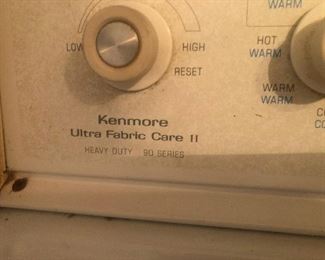 WARM
HOT
WARM
LOW
HIGH
RESET
WARM
WARM
Kenmore
Ultra Fabric Care II
HEAVY DUTY 90 SERIES